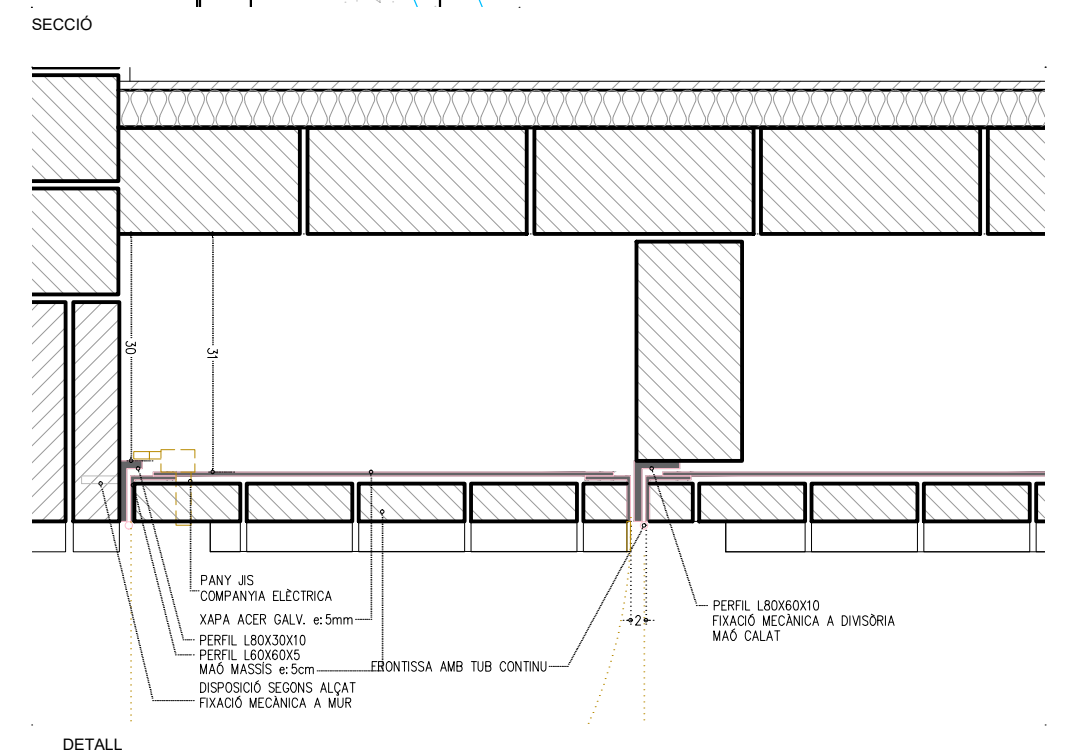 SECCIÓ
30
31
PANY JIS
COMPANYIA ELÈCTRICA
XAPA ACER GALV. e:5mm
PERFIL L80X30X10
PERFIL L60X60X5
MAÓ MASSÍS e:5cm
DISPOSICIÓ SEGONS ALÇAT
FIXACIÓ MECÀNICA A MUR
FRONTISSA AMB TUB CONTINU
2
PERFIL L80X60X10
FIXACIÓ MECÀNICA A DIVISÒRIA
MAÓ CALAT
DETALL